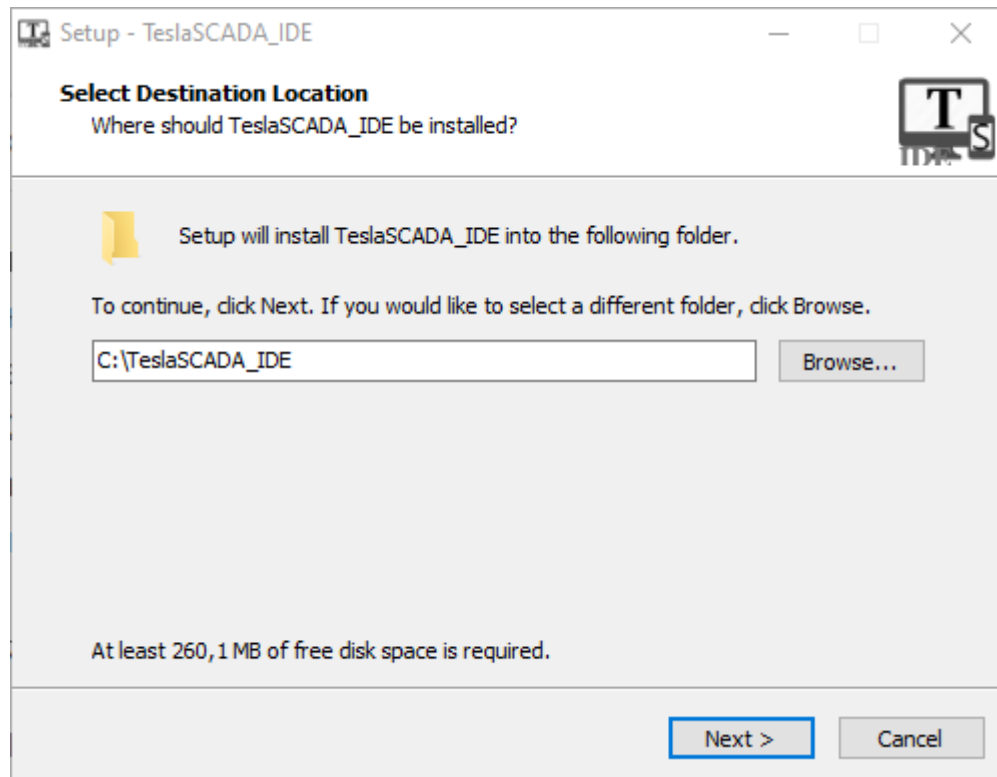 Setup - TeslaSCADA_IDE
Select Destination Location
Where should TeslaSCADA_IDE be installed?
T
S
IDE
Setup will install TeslaSCADA_IDE into the following folder.
To continue, click Next. If you would like to select a different folder, click Browse.
C:\TeslaSCADA_IDE
Browse...
At least 260,1 MB of free disk space is required.
Next >
Cancel